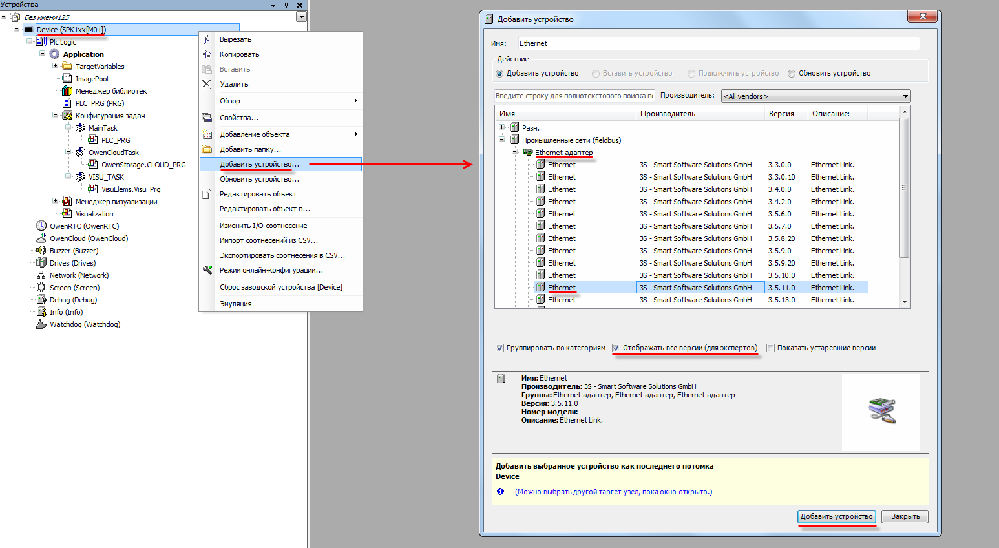 Устройства
Без имени125
Device (SPK1xx[M01])
Plc Logic
Application
TargetVariables
ImagePool
Менеджер библиотек
PLC_PRG (PRG)
Конфигурация задач
MainTask
PLC_PRG
OwenCloudTask
OwenStorage.CLOUD_PRG
VISU_TASK
VisuElems.Visu_Prg
Менеджер визуализации
Visualization
OwenRTC (OwenRTC)
OwenCloud (OwenCloud)
Buzzer (Buzzer)
Drives (Drives)
Network (Network)
Screen (Screen)
Debug (Debug)
Info (Info)
Watchdog (Watchdog)
Вырезать
Копировать
Вставить
Удалить
Обзор
Свойства...
Добавление объекта
Добавить папку...
Добавить устройство...
Обновить устройство...
Редактировать объект
Редактировать объект в...
Изменить I/O-соотнесение
Импорт соотнесений из CSV...
Экспортировать соотнесения в CSV...
Режим онлайн-конфигурации...
Сброс заводской устройства [Device]
Эмуляция
Добавить устройство
Имя: Ethernet
Действие
Добавить устройство Вставить устройство Подключить устройство Обновить устройство
Введите строку для полнотекстового поиска вс Производитель: <All vendors>
Имя Производитель Версия Описание:
Разн.
Промышленные сети (fieldbus)
Ethernet-адаптер
Ethernet 3S - Smart Software Solutions GmbH 3.3.0.0 Ethernet Link.
Ethernet 3S - Smart Software Solutions GmbH 3.3.0.10 Ethernet Link.
Ethernet 3S - Smart Software Solutions GmbH 3.4.0.0 Ethernet Link.
Ethernet 3S - Smart Software Solutions GmbH 3.4.2.0 Ethernet Link.
Ethernet 3S - Smart Software Solutions GmbH 3.5.6.0 Ethernet Link.
Ethernet 3S - Smart Software Solutions GmbH 3.5.7.0 Ethernet Link.
Ethernet 3S - Smart Software Solutions GmbH 3.5.8.20 Ethernet Link.
Ethernet 3S - Smart Software Solutions GmbH 3.5.9.0 Ethernet Link.
Ethernet 3S - Smart Software Solutions GmbH 3.5.9.20 Ethernet Link.
Ethernet 3S - Smart Software Solutions GmbH 3.5.10.0 Ethernet Link.
Ethernet 3S - Smart Software Solutions GmbH 3.5.11.0 Ethernet Link.
Ethernet 3S - Smart Software Solutions GmbH 3.5.13.0 Ethernet Link.
Группировать по категориям Отображать все версии (для экспертов) Показать устаревшие версии
Имя: Ethernet
Производитель: 3S - Smart Software Solutions GmbH
Группы: Ethernet-адаптер, Ethernet-адаптер, Ethernet-адаптер
Версия: 3.5.11.0
Номер модели: -
Описание: Ethernet Link.
Добавить выбранное устройство как последнего потомка
Device
(Можно выбрать другой таргет-узел, пока окно открыто.)
Добавить устройство Закрыть